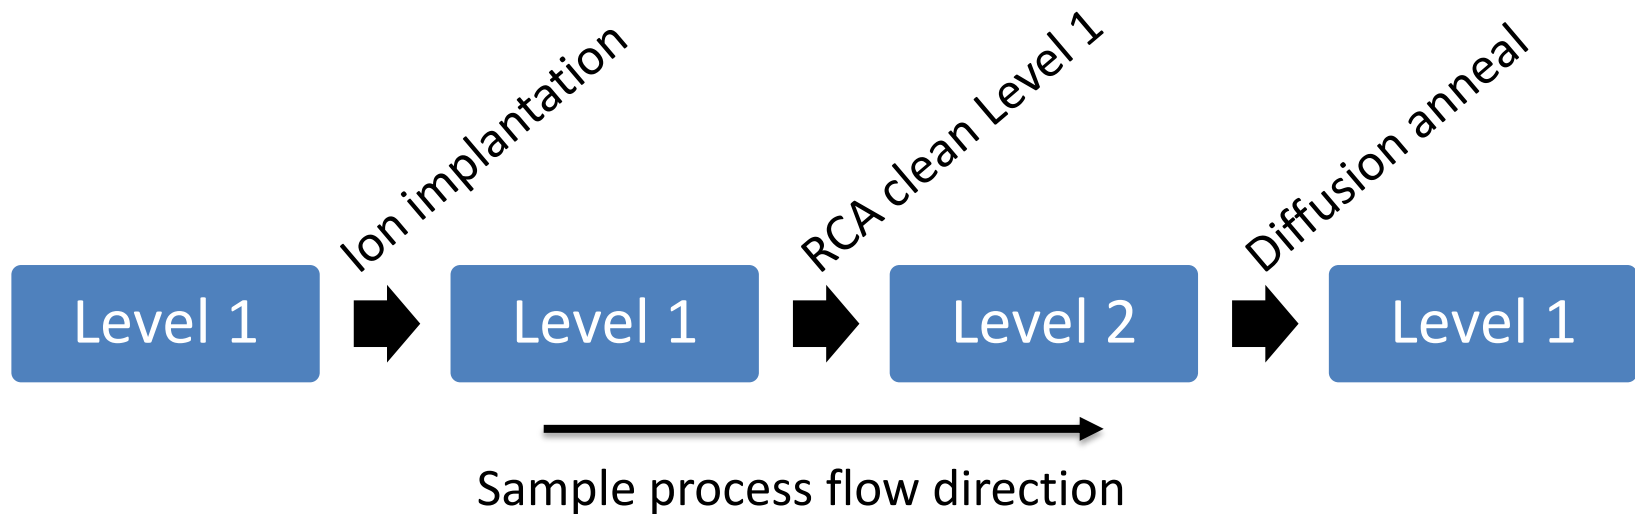 Ion implantation
RCA clean Level 1
Diffusion anneal
Level 1
Level 1
Level 2
Level 1
Sample process flow direction